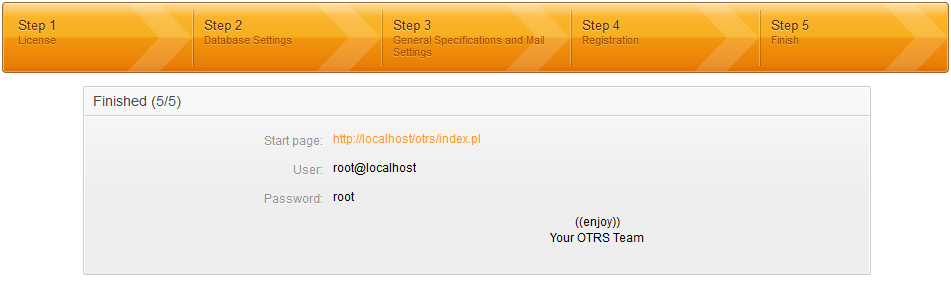 Step 1
License
Step 2
Database Settings
Step 3
General Specifications and Mail
Settings
Step 4
Registration
Step 5
Finish
Finished (5/5)
Start page: http://localhost/otrs/index.pl
User: root@localhost
Password: root
((enjoy))
Your OTRS Team